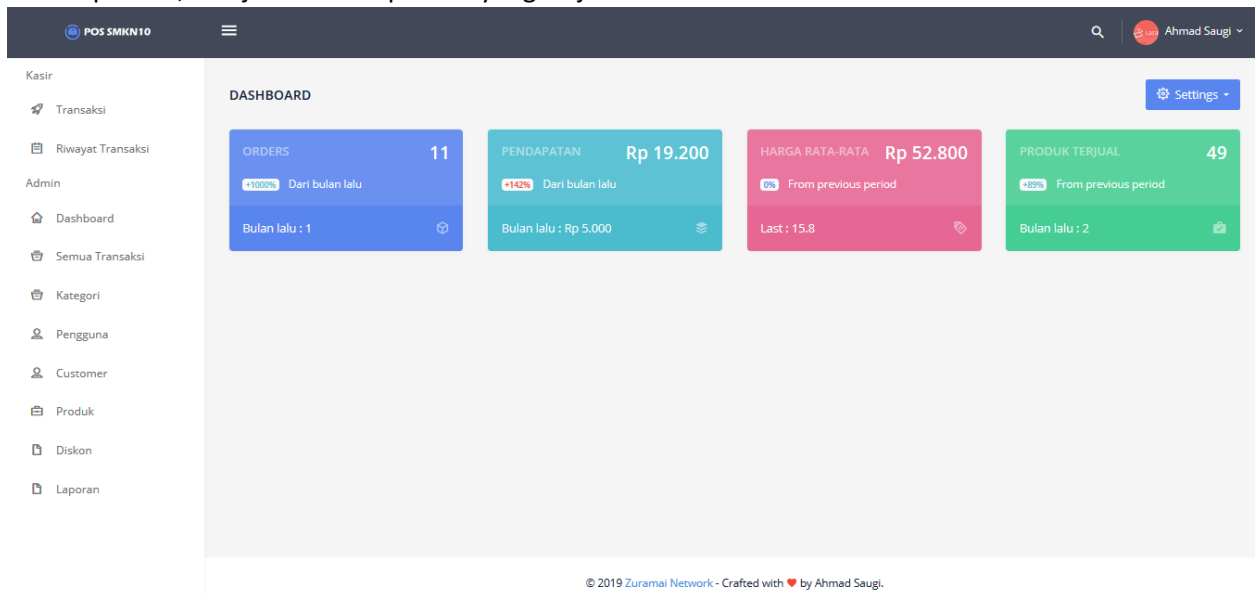 POS SMKN10
Ahmad Saugi
Kasir
Transaksi
Riwayat Transaksi
Admin
Dashboard
Semua Transaksi
Kategori
Pengguna
Customer
Produk
Diskon
Laporan
DASHBOARD
Settings
ORDERS 11
+1000% Dari bulan lalu
Bulan lalu : 1
PENDAPATAN Rp 19.200
+142% Dari bulan lalu
Bulan lalu : Rp 5.000
HARGA RATA-RATA Rp 52.800
0% From previous period
Last : 15.8
PRODUK TERJUAL 49
+89% From previous period
Bulan lalu : 2
© 2019 Zuramai Network - Crafted with ♥ by Ahmad Saugi.